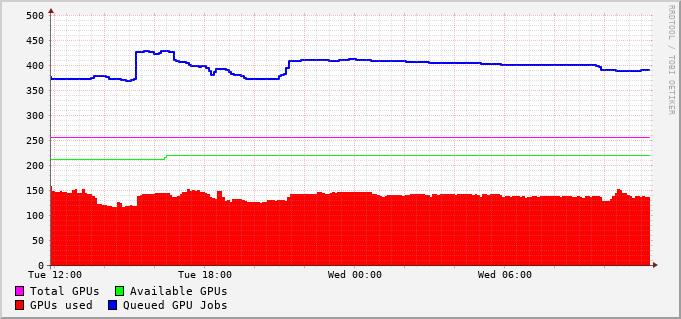 500
450
400
350
300
250
200
150
100
50
0
Tue 12:00 Tue 18:00 Wed 00:00 Wed 06:00
Total GPUs Available GPUs
GPUs used Queued GPU Jobs
RRDTOOL / TOBI OETIKER